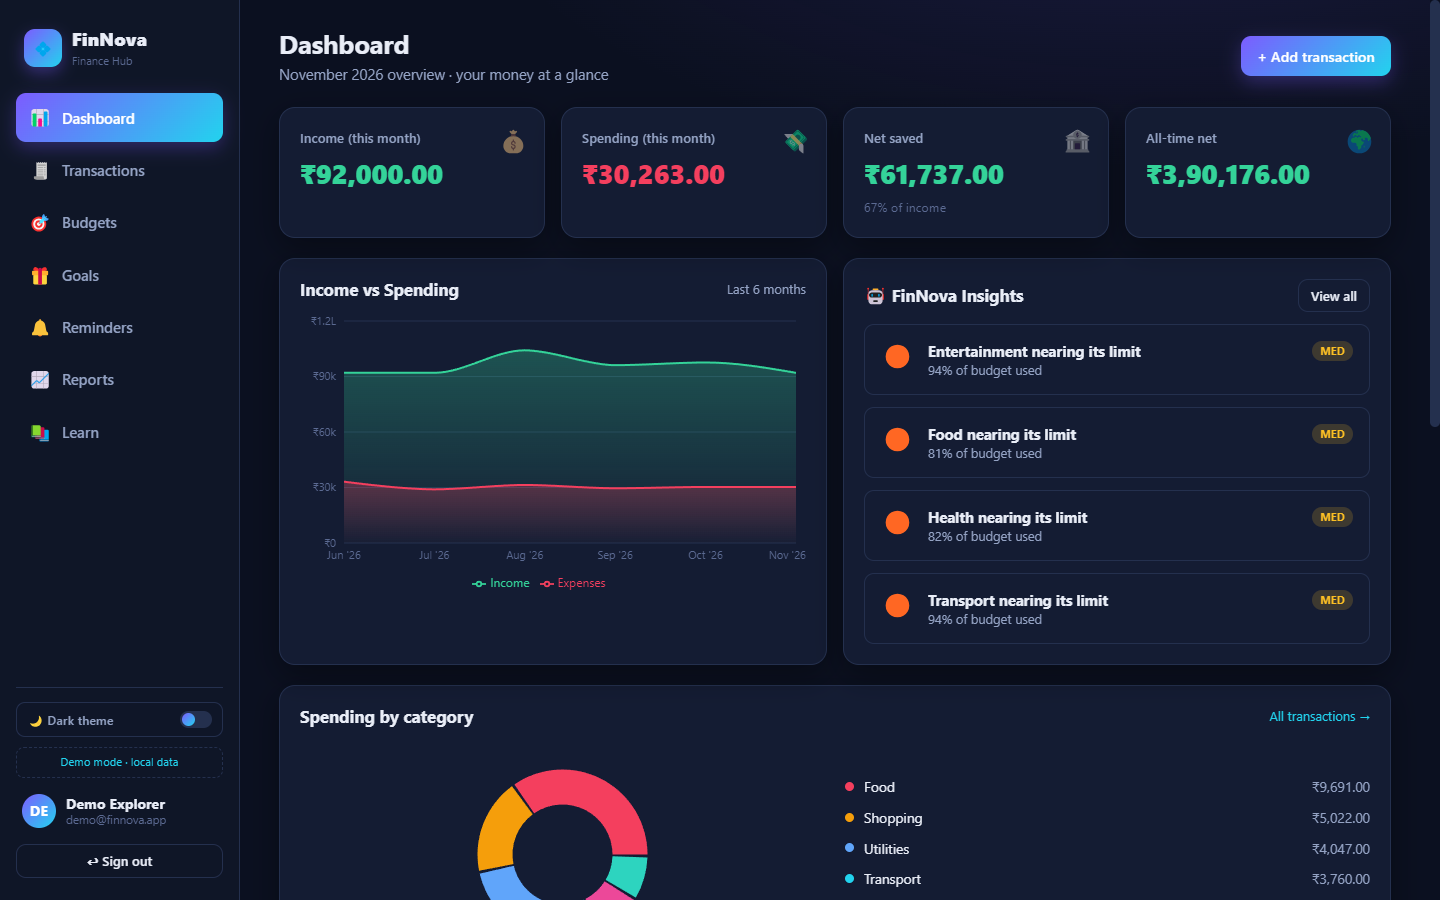 FinNova
Finance Hub
Dashboard
Transactions
Budgets
Goals
Reminders
Reports
Learn
Dark theme
Demo mode · local data
DE
Demo Explorer
demo@finnova.app
↩ Sign out
Dashboard
November 2026 overview · your money at a glance
+ Add transaction
Income (this month)
₹92,000.00
Spending (this month)
₹30,263.00
Net saved
₹61,737.00
67% of income
All-time net
₹3,90,176.00
Income vs Spending
Last 6 months
₹1.2L
₹90k
₹60k
₹30k
₹0
Jun '26 Jul '26 Aug '26 Sep '26 Oct '26 Nov '26
Income Expenses
FinNova Insights
View all
Entertainment nearing its limit
MED
94% of budget used
Food nearing its limit
MED
81% of budget used
Health nearing its limit
MED
82% of budget used
Transport nearing its limit
MED
94% of budget used
Spending by category
All transactions →
Food ₹9,691.00
Shopping ₹5,022.00
Utilities ₹4,047.00
Transport ₹3,760.00